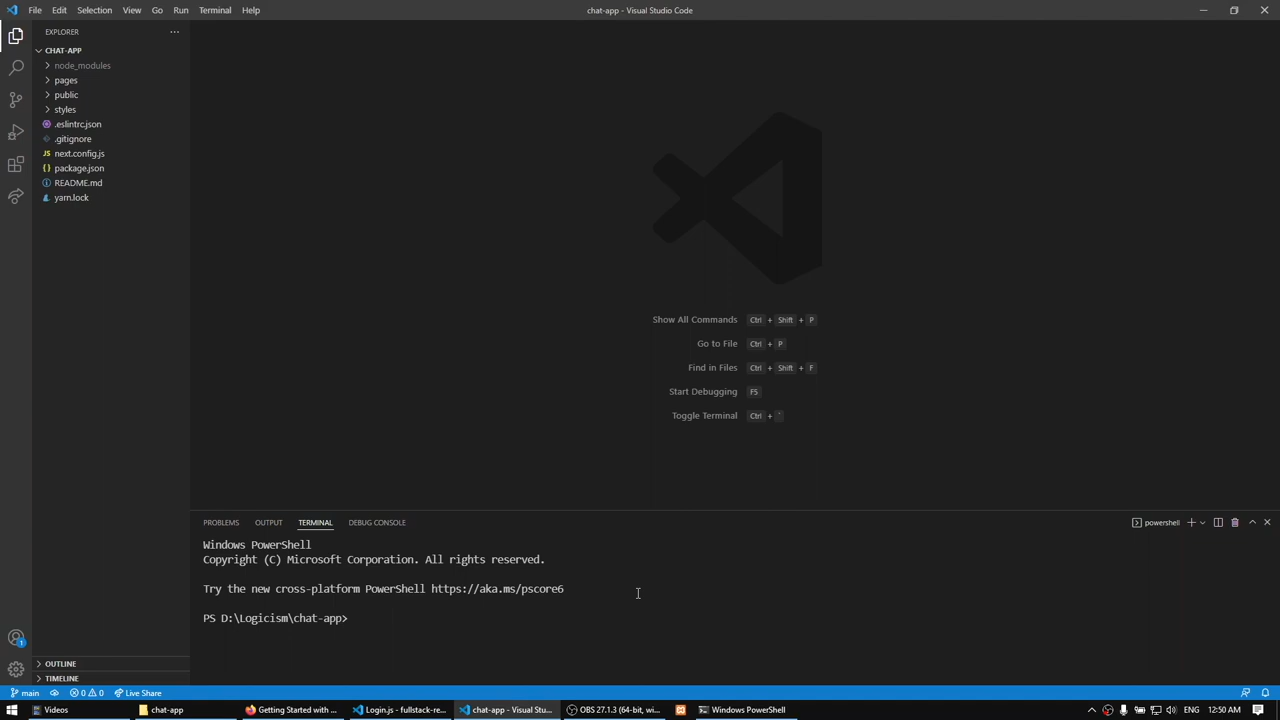 File Edit Selection View Go Run Terminal Help
chat-app - Visual Studio Code
EXPLORER
CHAT-APP
node_modules
pages
public
styles
.eslintrc.json
.gitignore
JS next.config.js
{} package.json
README.md
yarn.lock
Show All Commands Ctrl + Shift + P
Go to File Ctrl + P
Find in Files Ctrl + Shift + F
Start Debugging F5
Toggle Terminal Ctrl + `
PROBLEMS OUTPUT TERMINAL DEBUG CONSOLE
powershell
Windows PowerShell
Copyright (C) Microsoft Corporation. All rights reserved.
Try the new cross-platform PowerShell https://aka.ms/pscore6
PS D:\Logicism\chat-app>
1
OUTLINE
TIMELINE
main 0 0 Live Share
Videos chat-app Getting Started with ... Login.js - fullstack-re... chat-app - Visual Stu... OBS 27.1.3 (64-bit, wi... Windows PowerShell ENG 12:50 AM